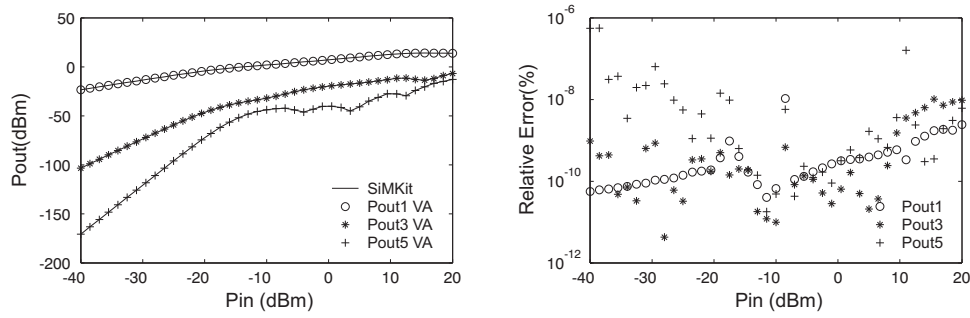 50
0
-50
-100
-150
-200
Pout(dBm)
-40
-30
-20
-10
0
10
20
Pin (dBm)
SiMKit
Pout1 VA
Pout3 VA
Pout5 VA
10^-6
10^-8
10^-10
10^-12
Relative Error(%)
-40
-30
-20
-10
0
10
20
Pin (dBm)
Pout1
Pout3
Pout5